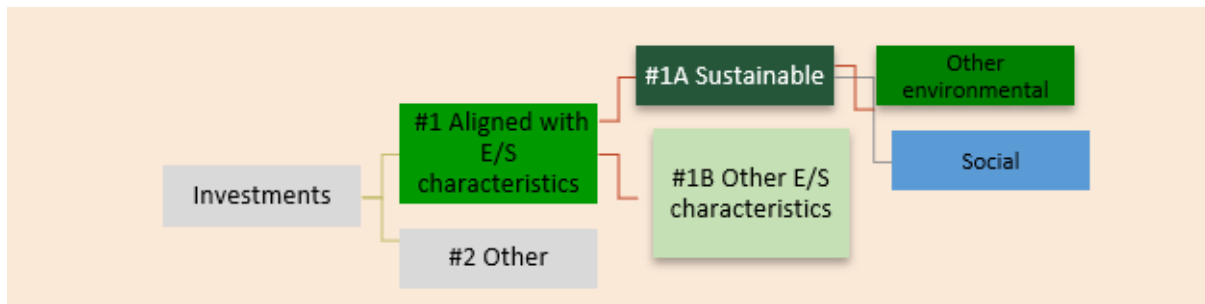 Investments
#1 Aligned with
E/S
characteristics
#2 Other
#1A Sustainable
#1B Other E/S
characteristics
Other
environmental
Social